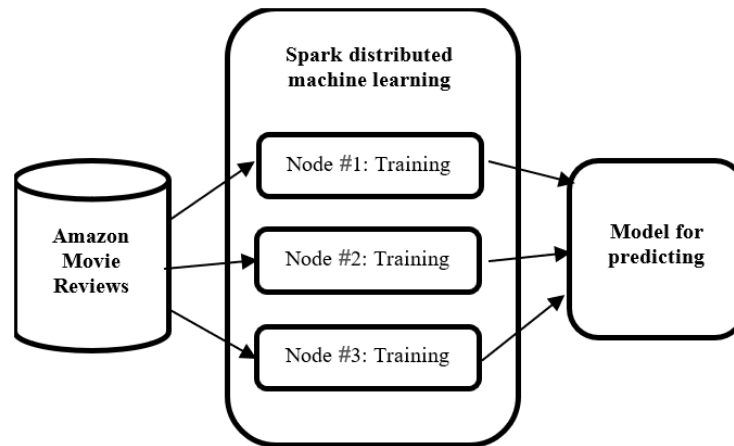 Spark distributed
machine learning
Node #1: Training
Node #2: Training
Node #3: Training
Amazon
Movie
Reviews
Model for
predicting